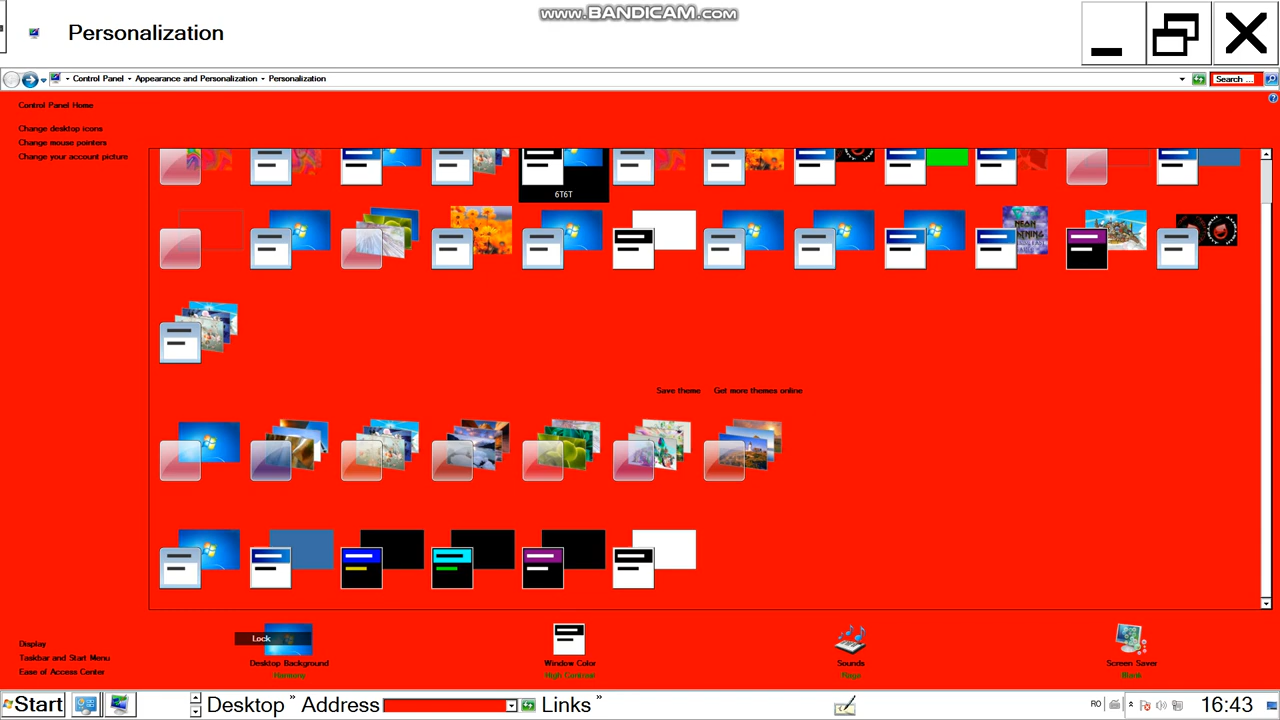 www.BANDICAM.com
Personalization
Control Panel Appearance and Personalization Personalization
Search ...
Control Panel Home
Change desktop icons
Change mouse pointers
Change your account picture
6T6T
NEON
Save theme Get more themes online
Lock
Display
Taskbar and Start Menu
Ease of Access Center
Desktop Background
Harmony
Window Color
High Contrast
Sounds
Raga
Screen Saver
Blank
Start Desktop » Address Links » RO 16:43